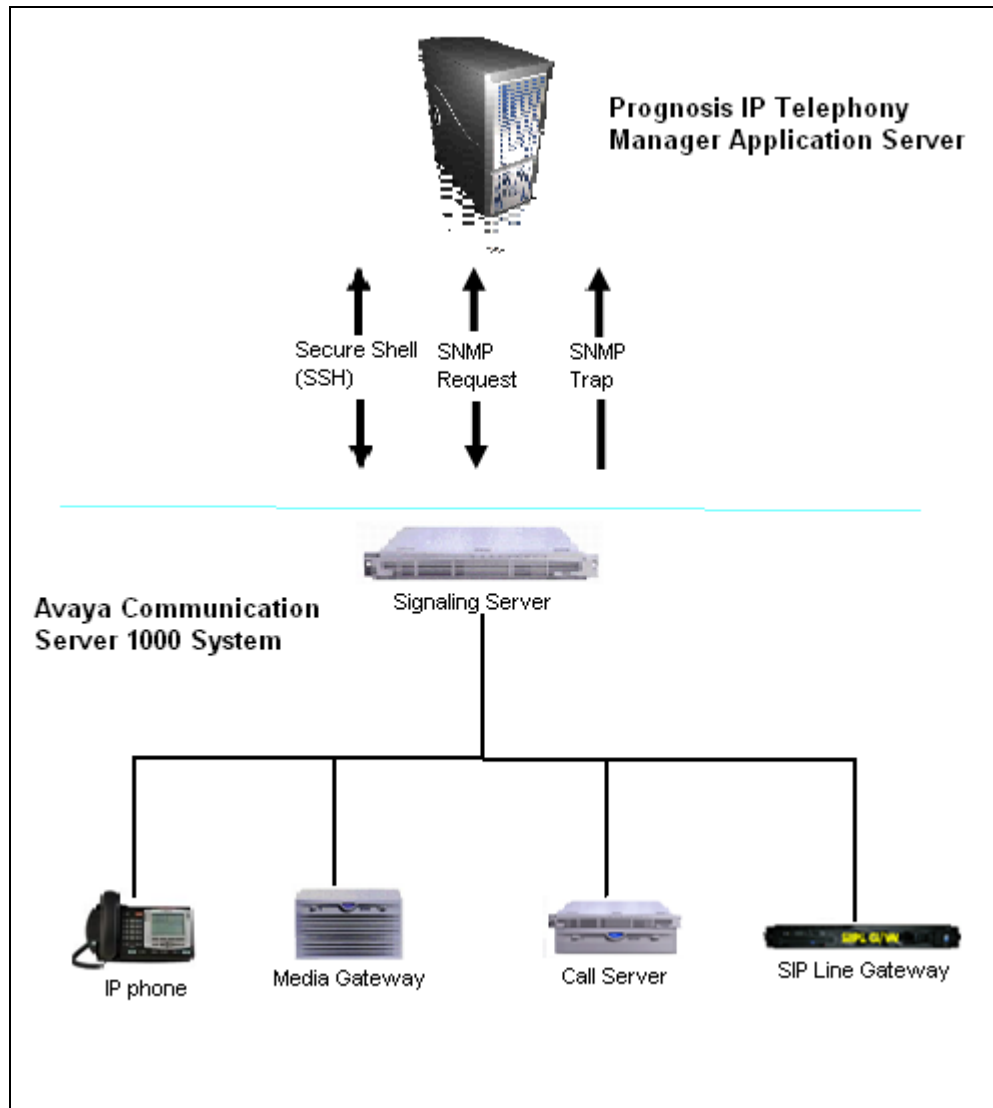 Prognosis IP Telephony
Manager Application Server
Secure Shell
(SSH)
SNMP
Request
SNMP
Trap
Signaling Server
Avaya Communication
Server 1000 System
IP phone
Media Gateway
Call Server
SIP Line Gateway